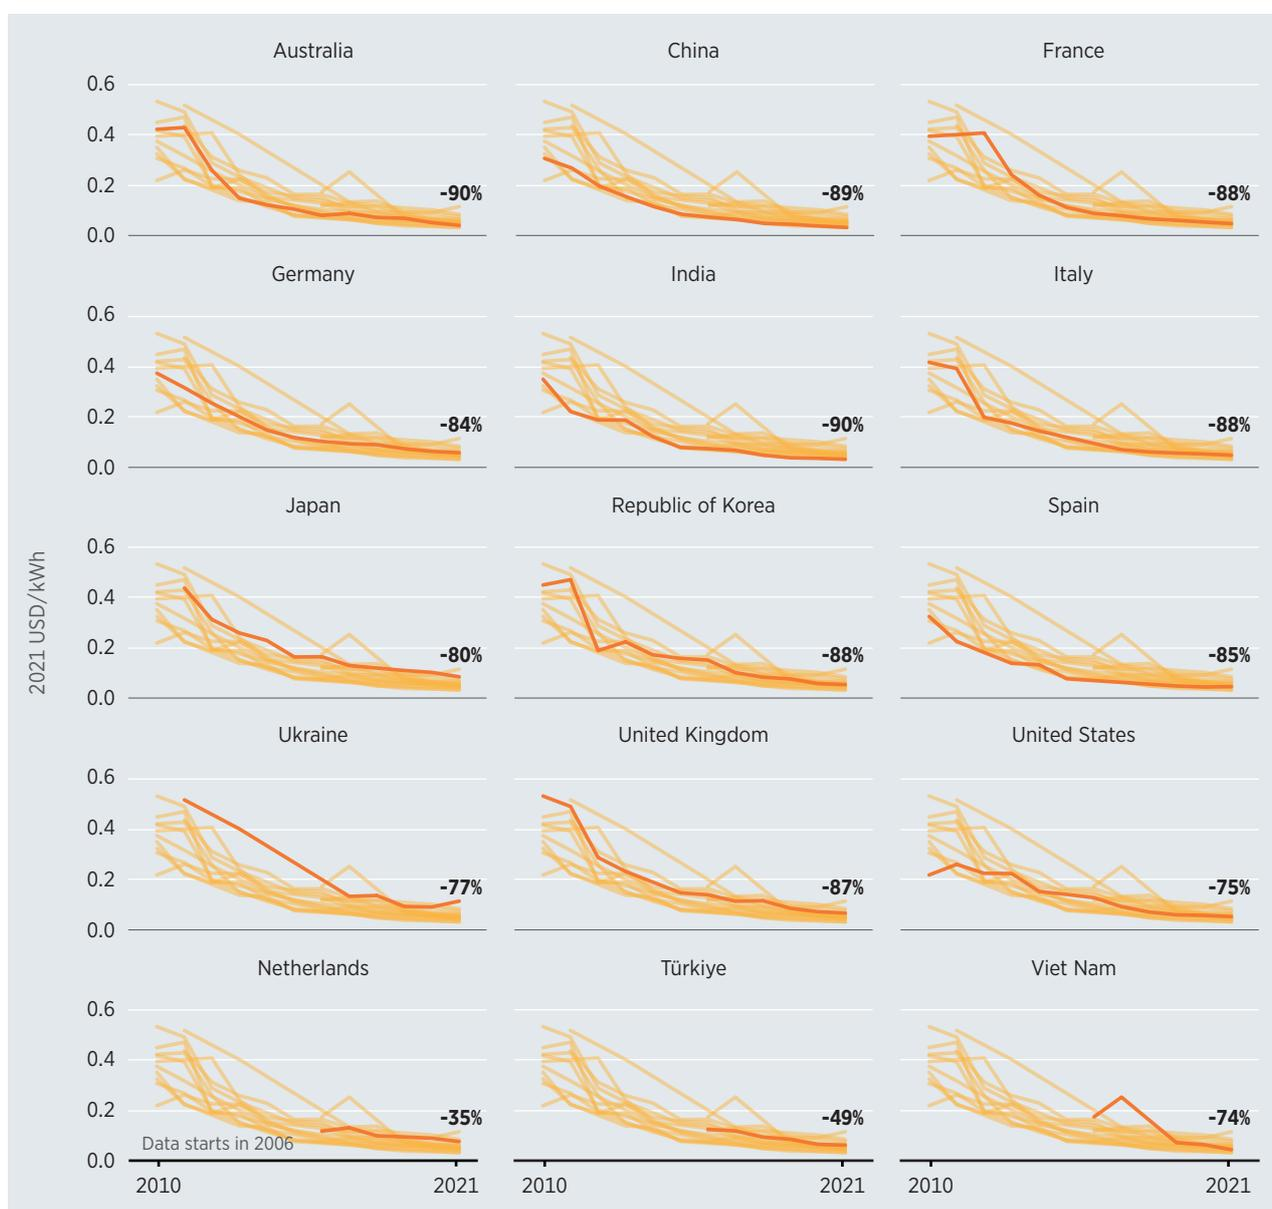 Australia China France
0.6
0.4
0.2 -90% -89% -88%
0.0
Germany India Italy
0.6
0.4
0.2
-84% -90% -88%
0.0
Japan Republic of Korea Spain
0.6
0.4
0.2 -80% -88% -85%
0.0
2021 USD/kWh
Ukraine United Kingdom United States
0.6
0.4
0.2 -77% -87% -75%
0.0
Netherlands Türkiye Viet Nam
0.6
0.4
0.2 -35% -49% -74%
Data starts in 2006
0.0
2010 2021 2010 2021 2010 2021